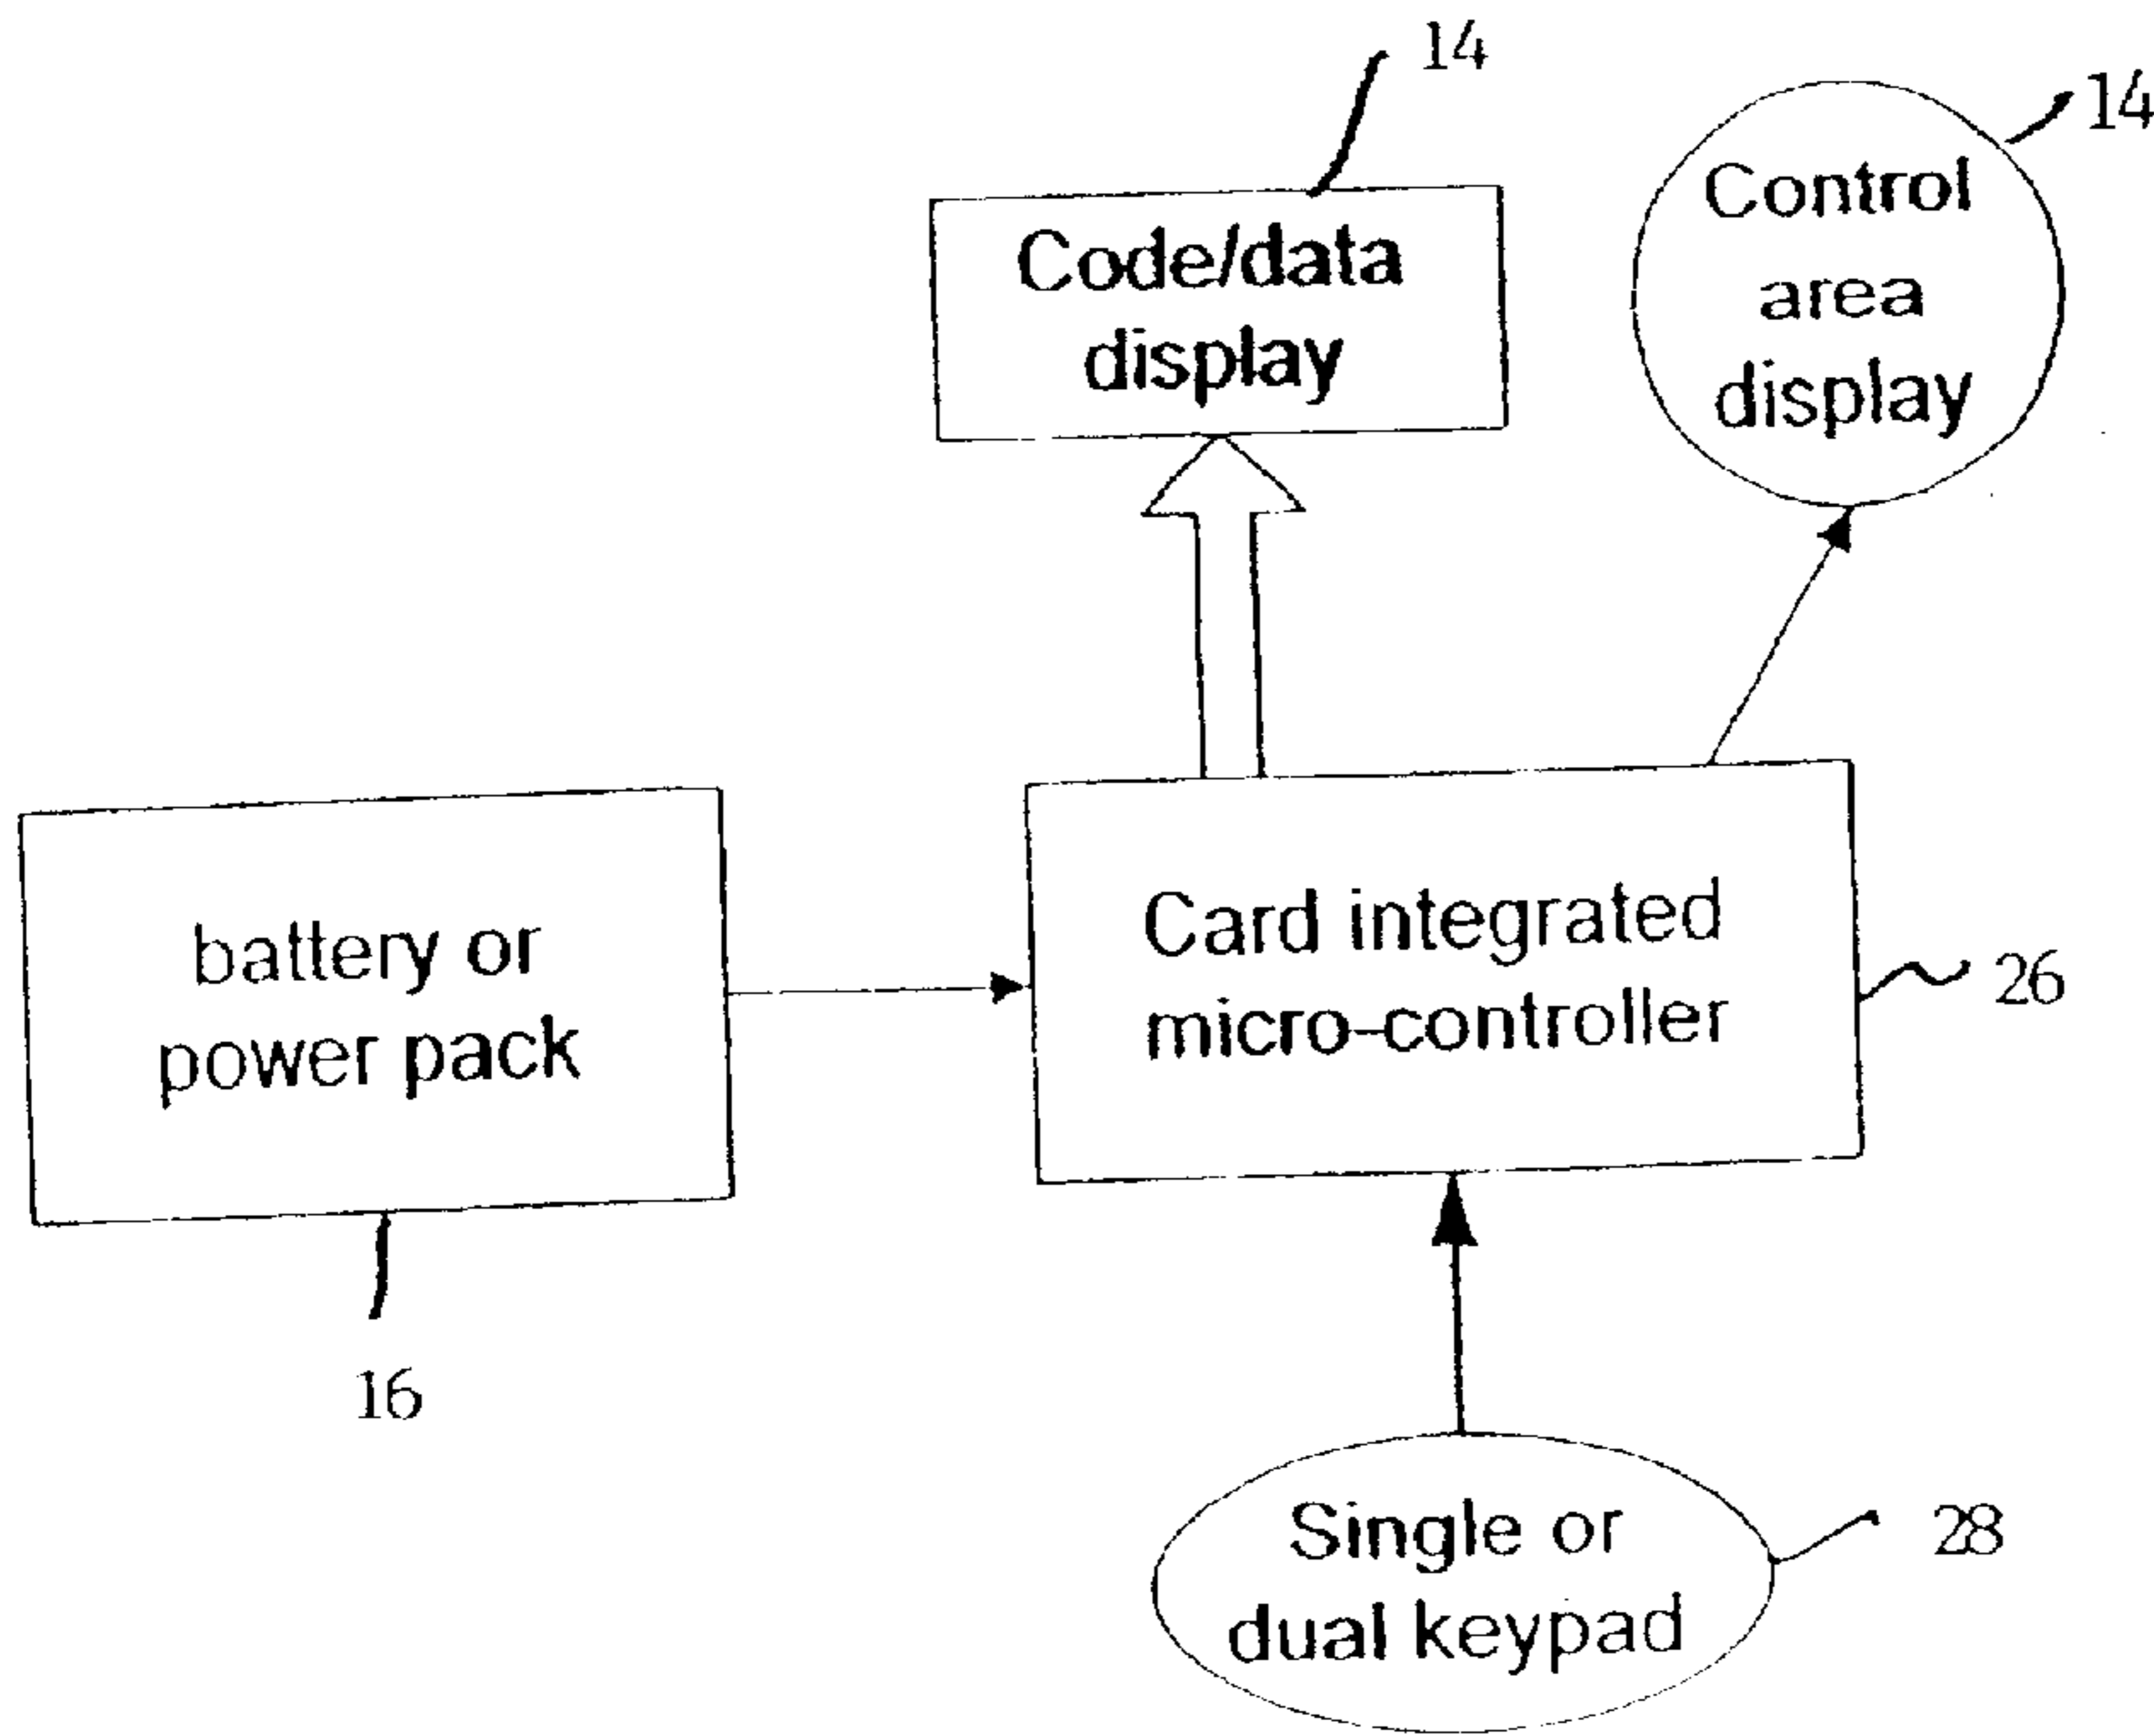 14
14
Code/data
display
Control
area
display
battery or
power pack
Card integrated
micro-controller
26
16
Single or
dual keypad
28